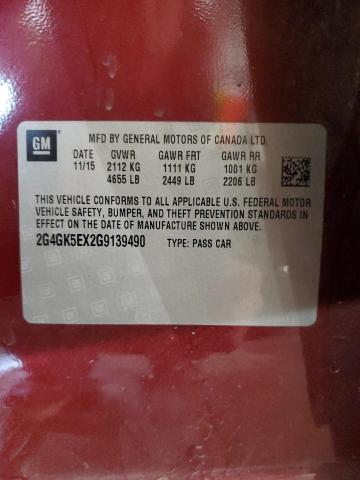 GM
MFD BY GENERAL MOTORS OF CANADA LTD.
DATE GVWR GAWR FRT GAWR RR
11/15 2112 KG 1111 KG 1001 KG
4655 LB 2449 LB 2206 LB
THIS VEHICLE CONFORMS TO ALL APPLICABLE U.S. FEDERAL MOTOR
VEHICLE SAFETY, BUMPER, AND THEFT PREVENTION STANDARDS IN
EFFECT ON THE DATE OF MANUFACTURE SHOWN ABOVE.
2G4GK5EX2G9139490 TYPE: PASS CAR